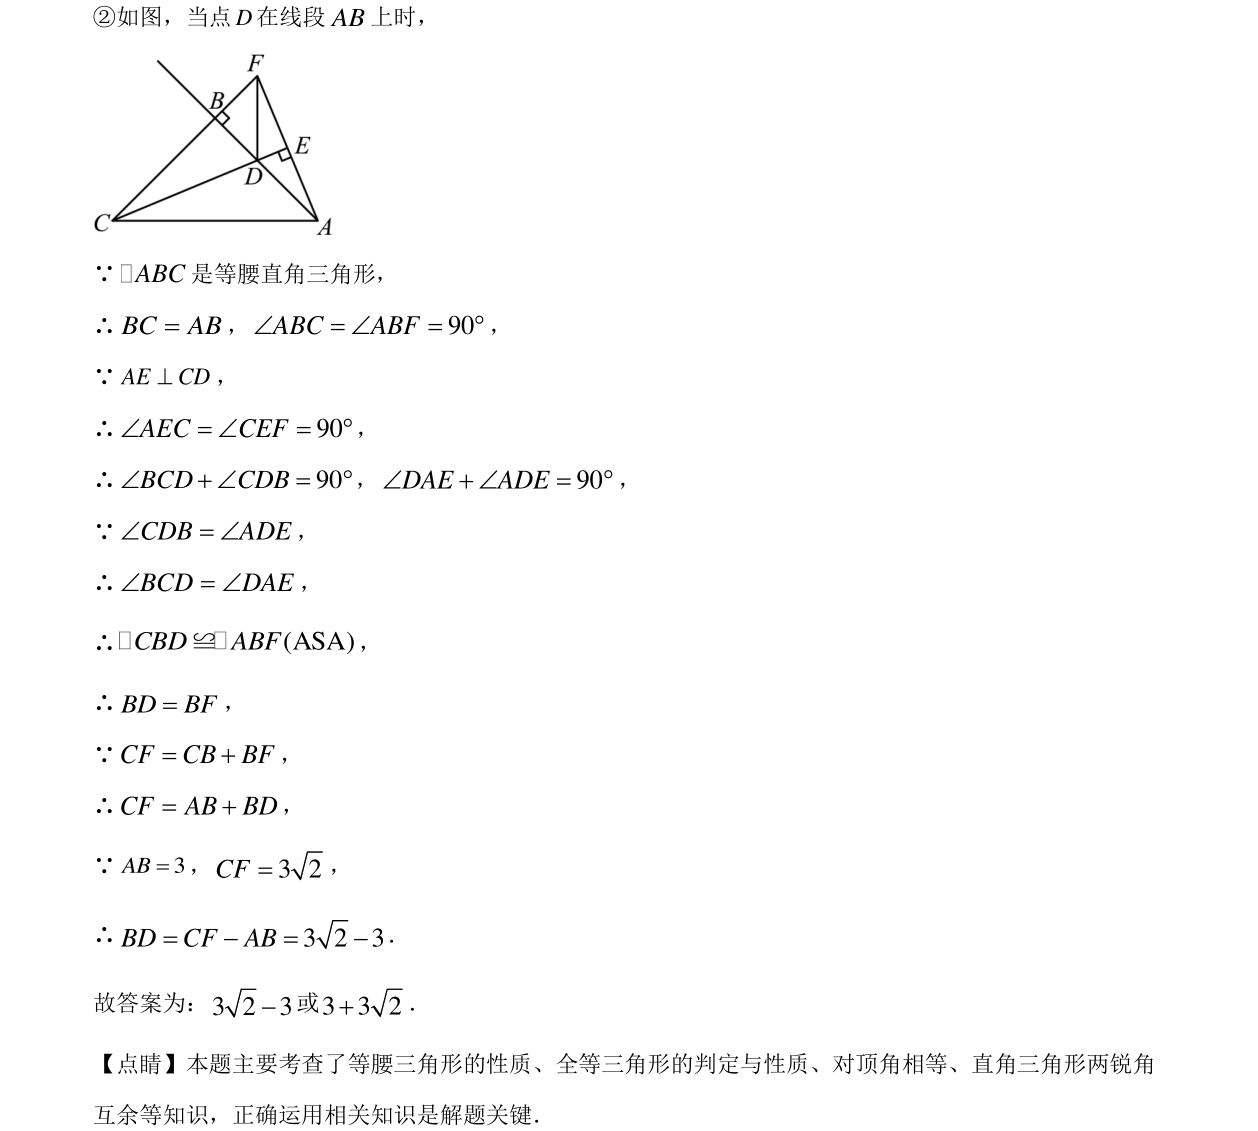 ②如图，当点 D 在线段 AB 上时，
F
B
E
D
C
A
∵ □ABC 是等腰直角三角形，
∴ BC = AB，∠ABC = ∠ABF = 90°，
∵ AE ⊥ CD，
∴ ∠AEC = ∠CEF = 90°，
∴ ∠BCD + ∠CDB = 90°，∠DAE + ∠ADE = 90°，
∵ ∠CDB = ∠ADE，
∴ ∠BCD = ∠DAE，
∴ □CBD ≌ □ABF(ASA)，
∴ BD = BF，
∵ CF = CB + BF，
∴ CF = AB + BD，
∵ AB = 3，CF = 3√2，
∴ BD = CF − AB = 3√2 − 3．
故答案为：3√2 − 3 或 3 + 3√2．
【点睛】本题主要考查了等腰三角形的性质、全等三角形的判定与性质、对顶角相等、直角三角形两锐角
互余等知识，正确运用相关知识是解题关键．